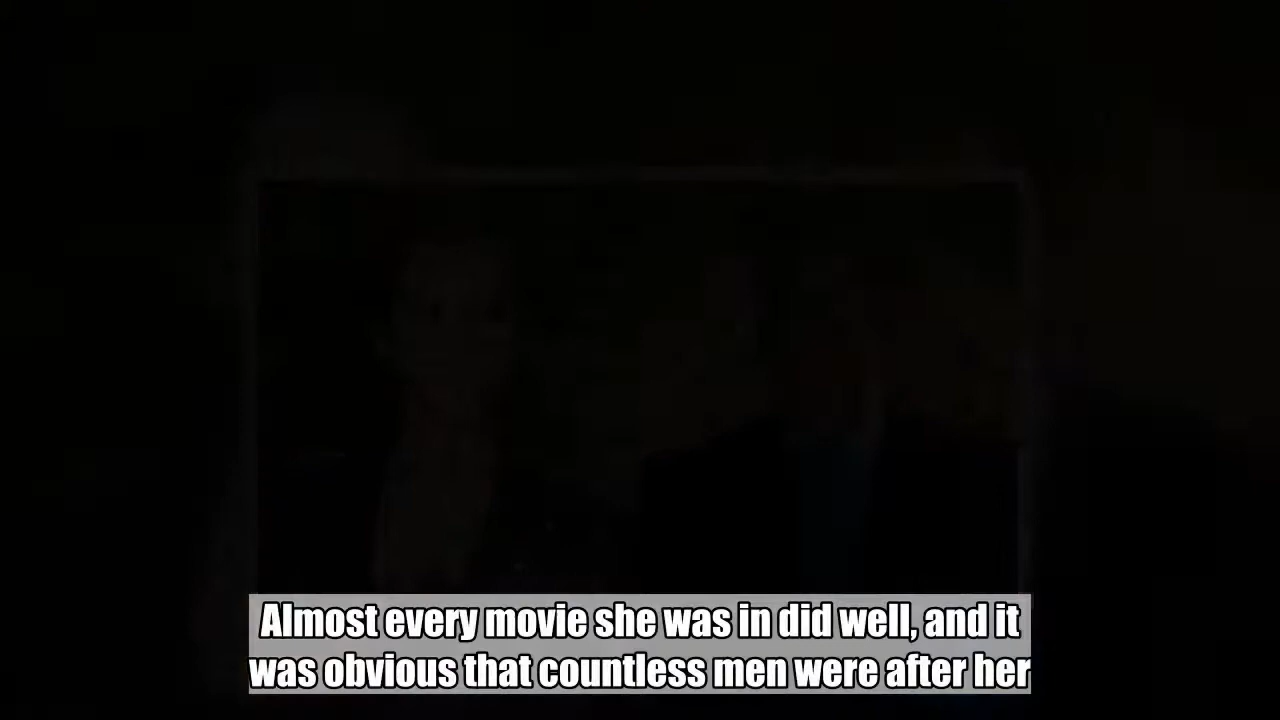 Almost every movie she was in did well, and it
was obvious that countless men were after her